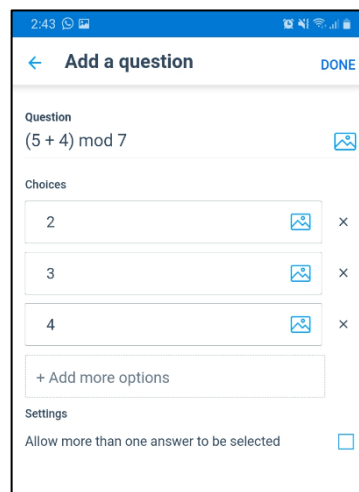 2:43
Add a question
DONE
Question
(5 + 4) mod 7
Choices
2
3
4
+ Add more options
Settings
Allow more than one answer to be selected